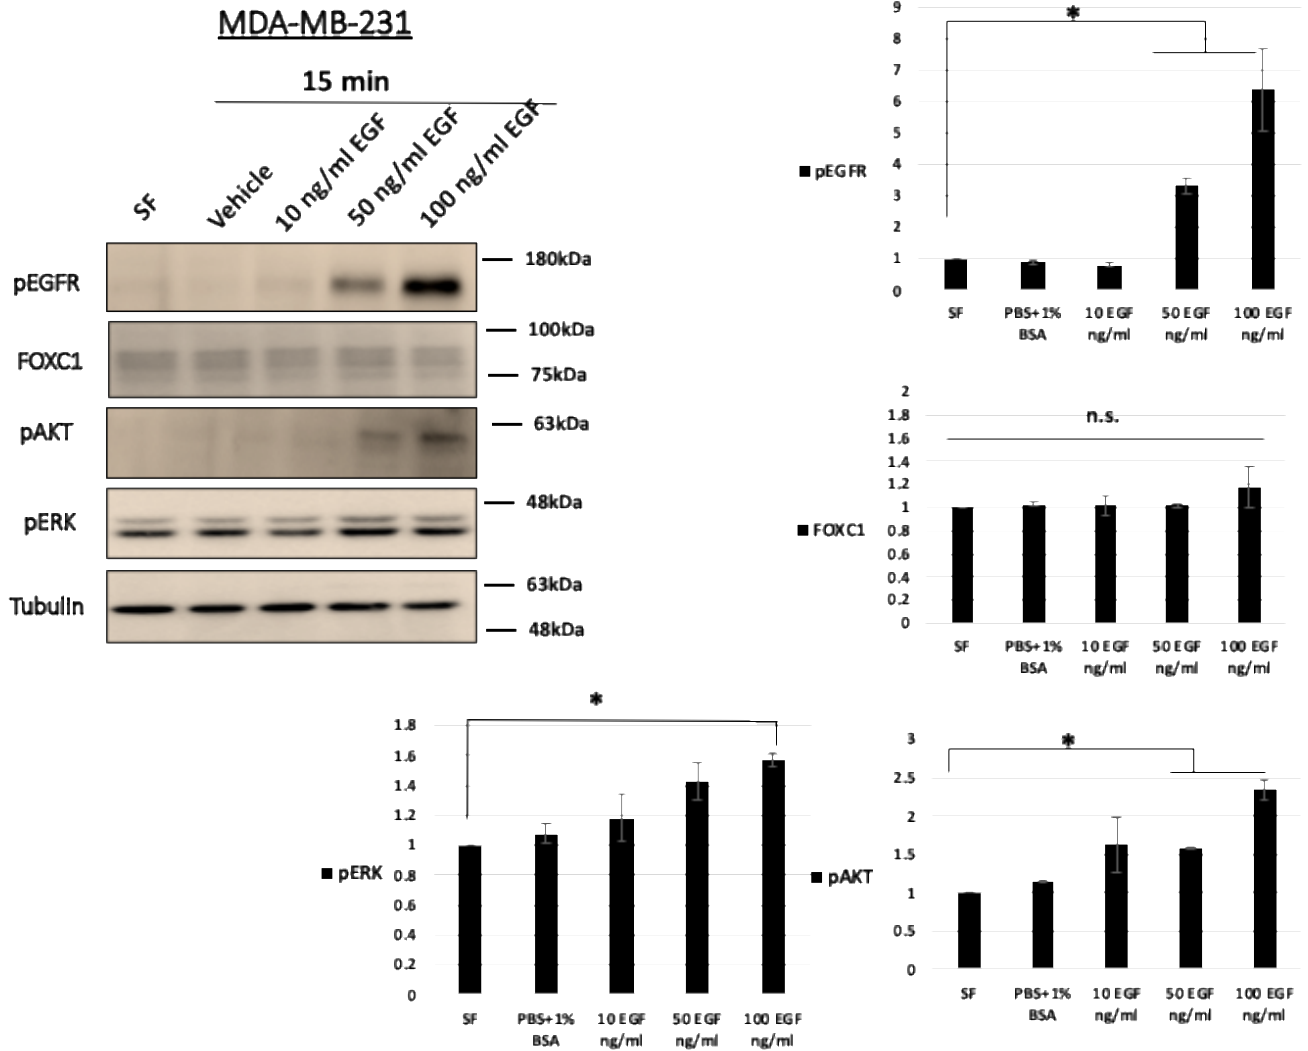 MDA-MB-231
15 min
SF
Vehicle
10 ng/ml EGF
50 ng/ml EGF
100 ng/ml EGF
pEGFR
180kDa
FOXC1
100kDa
75kDa
pAKT
63kDa
pERK
48kDa
Tubulin
63kDa
48kDa
*
9
8
7
6
5
4
3
2
1
0
pEGFR
SF
PBS+1%
BSA
10 EGF
ng/ml
50 EGF
ng/ml
100 EGF
ng/ml
n.s.
2
1.8
1.6
1.4
1.2
1
0.8
0.6
0.4
0.2
0
FOXC1
SF
PBS+1%
BSA
10 EGF
ng/ml
50 EGF
ng/ml
100 EGF
ng/ml
*
1.8
1.6
1.4
1.2
1
0.8
0.6
0.4
0.2
0
pERK
SF
PBS+1%
BSA
10 EGF
ng/ml
50 EGF
ng/ml
100 EGF
ng/ml
*
3
2.5
2
1.5
1
0.5
0
pAKT
SF
PBS+1%
BSA
10 EGF
ng/ml
50 EGF
ng/ml
100 EGF
ng/ml